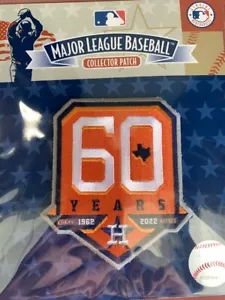 MAJOR LEAGUE BASEBALL
COLLECTOR PATCH
60
YEARS
1962 2022
H